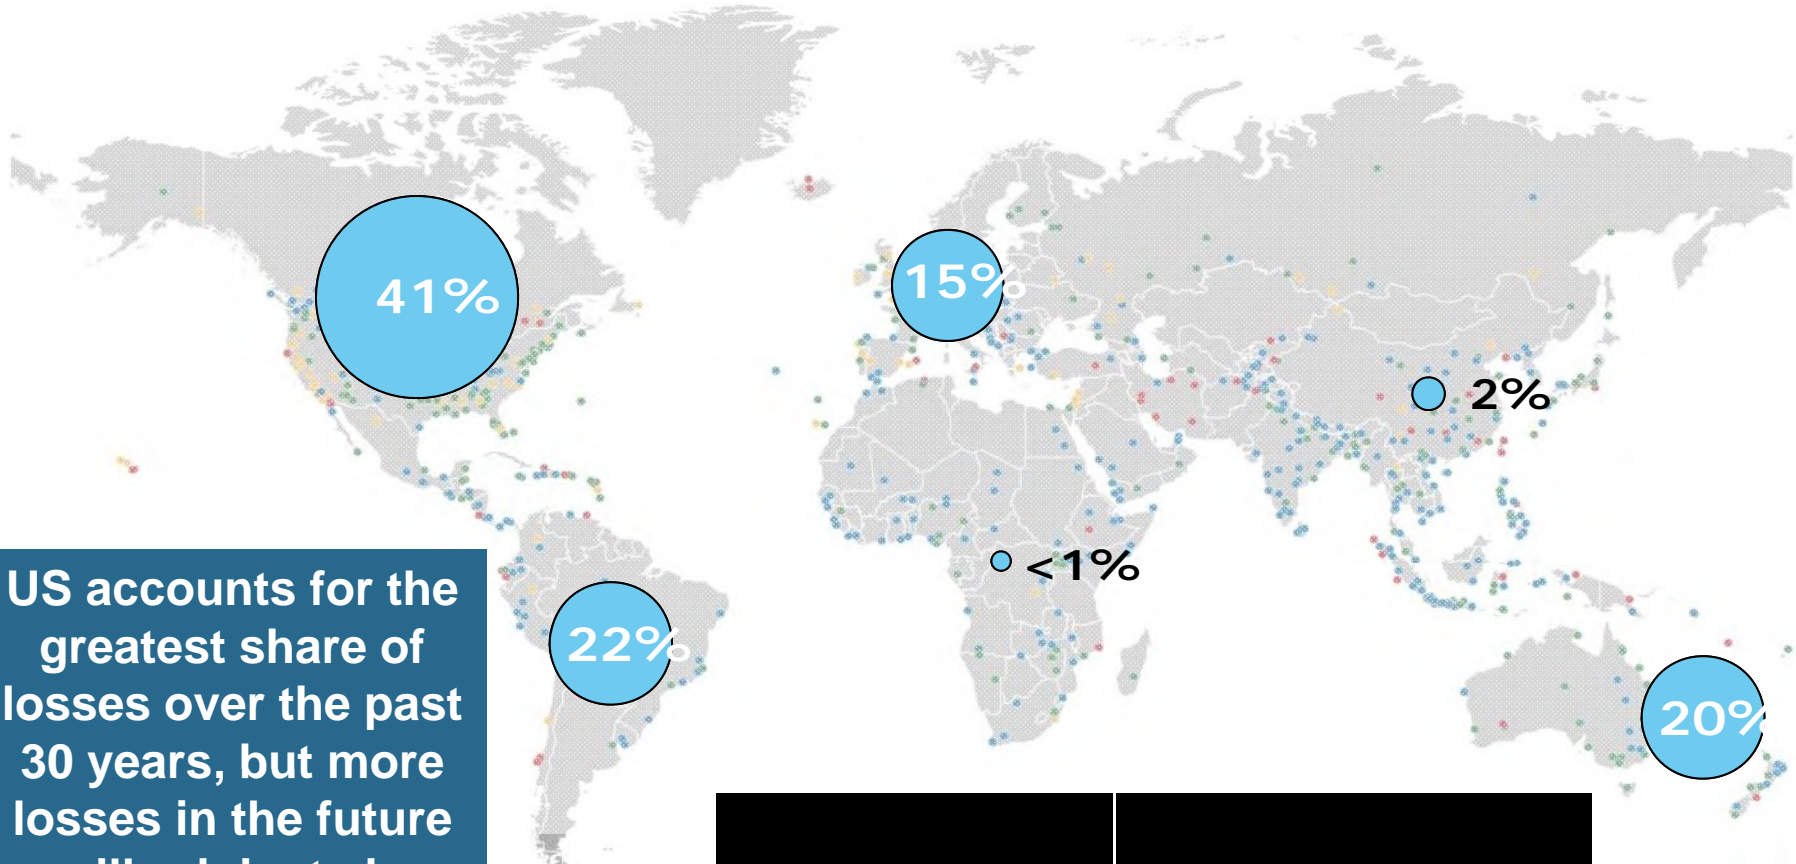 41%
15%
2%
<1%
22%
20%
US accounts for the
greatest share of
losses over the past
30 years, but more
losses in the future